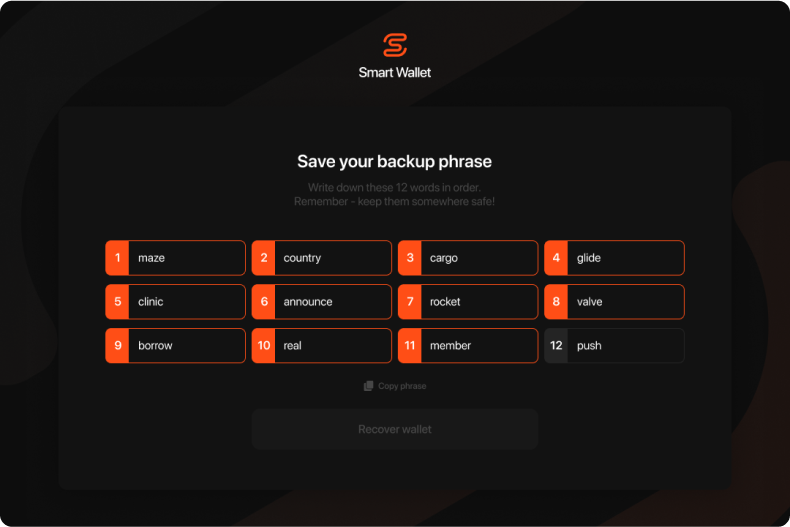 Smart Wallet
Save your backup phrase
Write down these 12 words in order.
Remember - keep them somewhere safe!
1 maze 2 country 3 cargo 4 glide
5 clinic 6 announce 7 rocket 8 valve
9 borrow 10 real 11 member 12 push
Copy phrase
Recover wallet